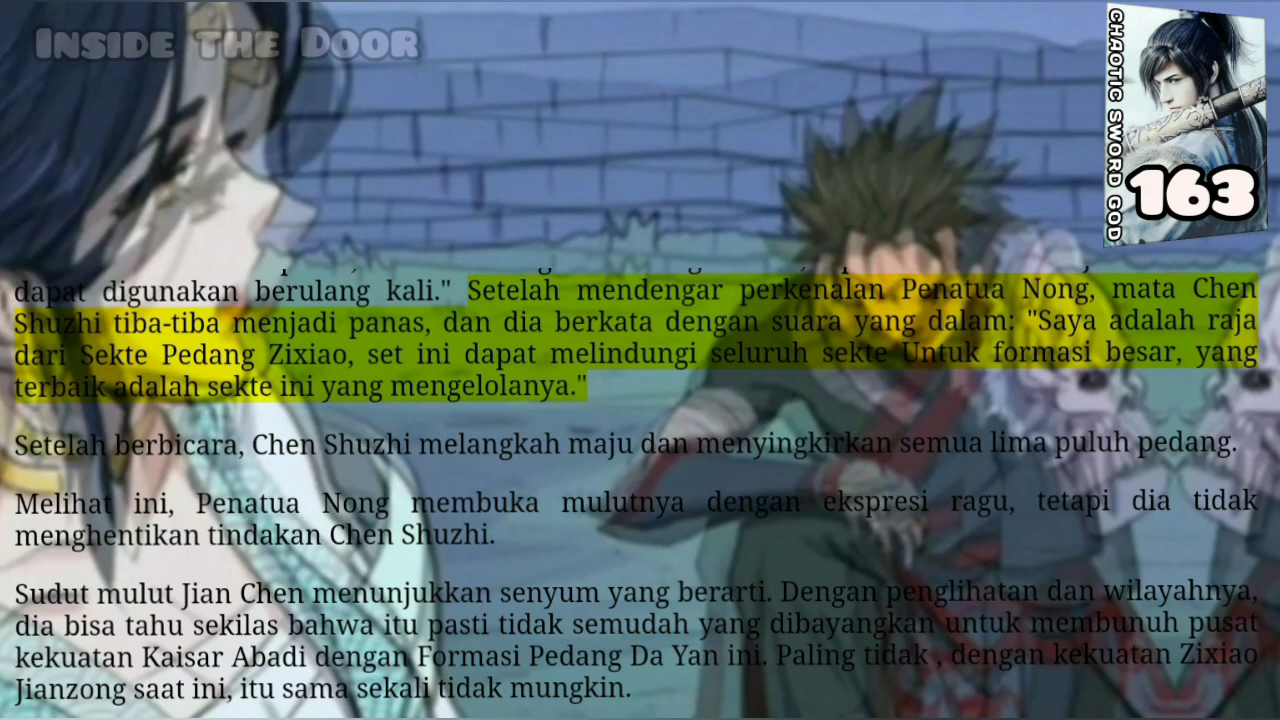 Inside the Door
CHAOTIC SWORD GOD
163
dapat digunakan berulang kali." Setelah mendengar perkenalan Penatua Nong, mata Chen
Shuzhi tiba-tiba menjadi panas, dan dia berkata dengan suara yang dalam: "Saya adalah raja
dari Sekte Pedang Zixiao, set ini dapat melindungi seluruh sekte Untuk formasi besar, yang
terbaik adalah sekte ini yang mengelolanya."
Setelah berbicara, Chen Shuzhi melangkah maju dan menyingkirkan semua lima puluh pedang.
Melihat ini, Penatua Nong membuka mulutnya dengan ekspresi ragu, tetapi dia tidak
menghentikan tindakan Chen Shuzhi.
Sudut mulut Jian Chen menunjukkan senyum yang berarti. Dengan penglihatan dan wilayahnya,
dia bisa tahu sekilas bahwa itu pasti tidak semudah yang dibayangkan untuk membunuh pusat
kekuatan Kaisar Abadi dengan Formasi Pedang Da Yan ini. Paling tidak , dengan kekuatan Zixiao
Jianzong saat ini, itu sama sekali tidak mungkin.